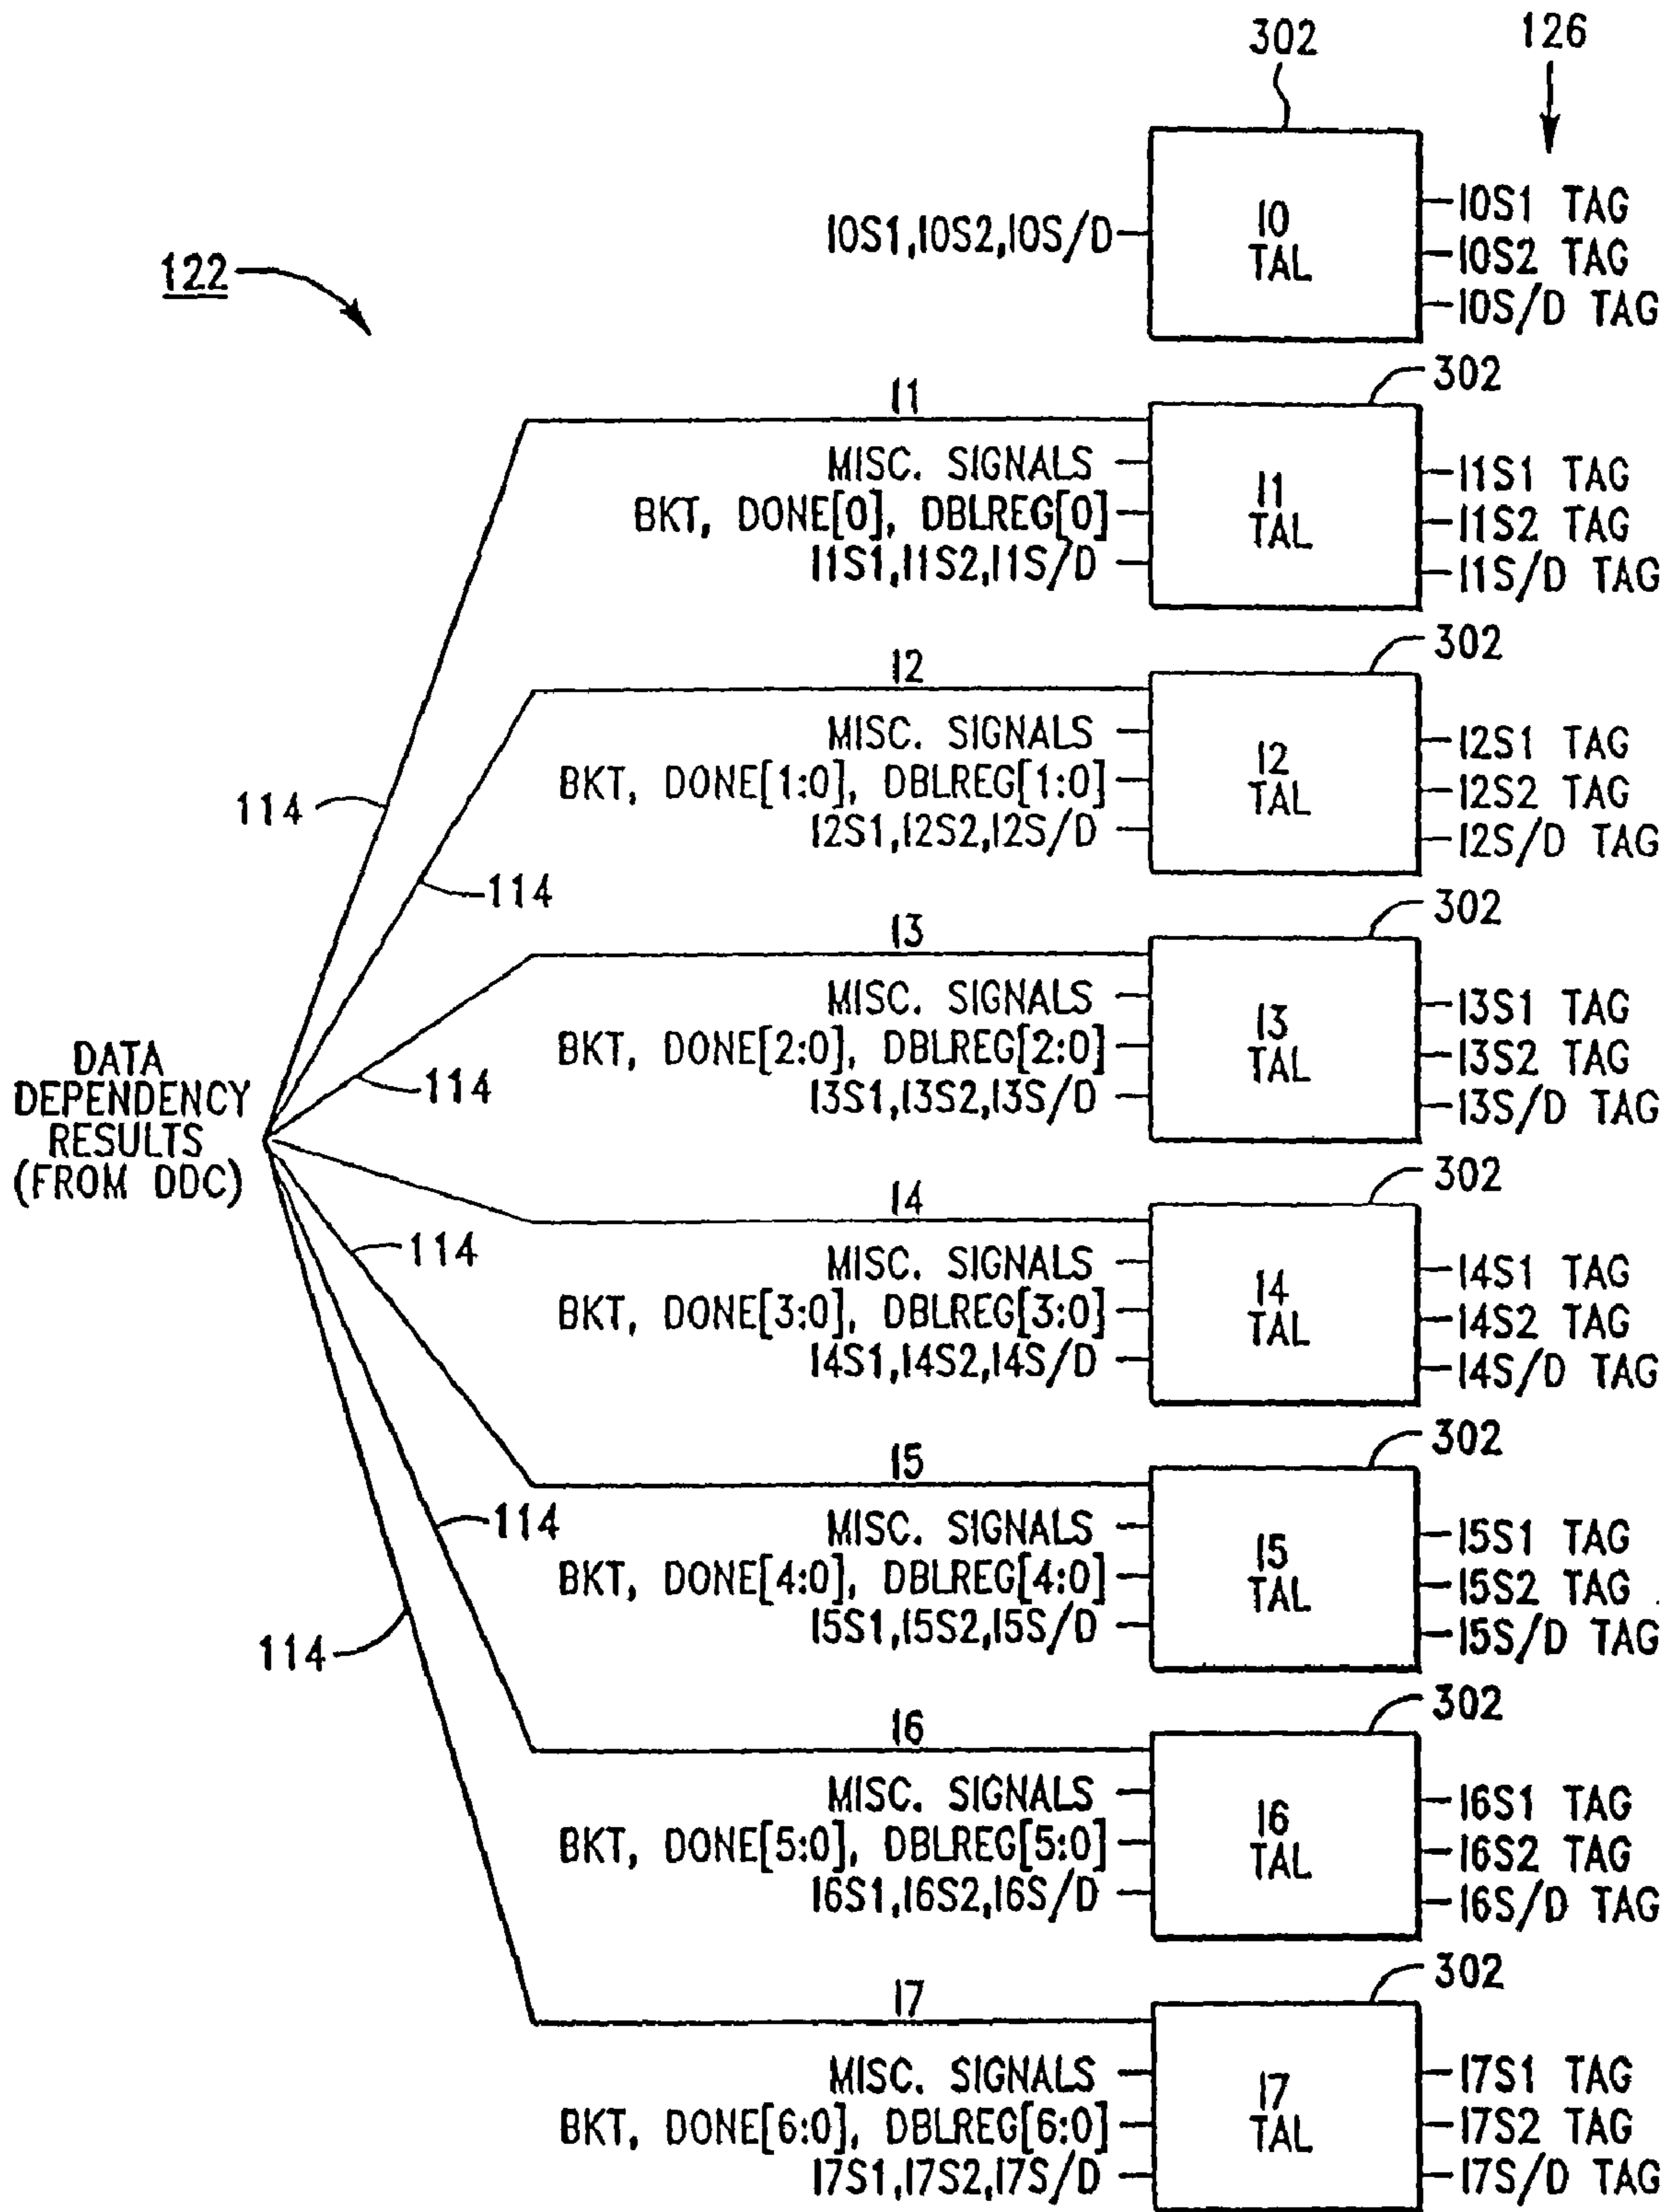 302
126
I0S1,I0S2,I0S/D
I0
TAL
I0S1 TAG
I0S2 TAG
I0S/D TAG
122
302
I1
MISC. SIGNALS
BKT, DONE[0], DBLREG[0]
I1S1,I1S2,I1S/D
I1
TAL
I1S1 TAG
I1S2 TAG
I1S/D TAG
302
I2
MISC. SIGNALS
BKT, DONE[1:0], DBLREG[1:0]
I2S1,I2S2,I2S/D
I2
TAL
I2S1 TAG
I2S2 TAG
I2S/D TAG
114
114
302
I3
MISC. SIGNALS
BKT, DONE[2:0], DBLREG[2:0]
I3S1,I3S2,I3S/D
I3
TAL
I3S1 TAG
I3S2 TAG
I3S/D TAG
DATA
DEPENDENCY
RESULTS
(FROM DDC)
114
302
I4
MISC. SIGNALS
BKT, DONE[3:0], DBLREG[3:0]
I4S1,I4S2,I4S/D
I4
TAL
I4S1 TAG
I4S2 TAG
I4S/D TAG
114
302
I5
MISC. SIGNALS
BKT, DONE[4:0], DBLREG[4:0]
I5S1,I5S2,I5S/D
I5
TAL
I5S1 TAG
I5S2 TAG
I5S/D TAG
114
114
302
I6
MISC. SIGNALS
BKT, DONE[5:0], DBLREG[5:0]
I6S1,I6S2,I6S/D
I6
TAL
I6S1 TAG
I6S2 TAG
I6S/D TAG
302
I7
MISC. SIGNALS
BKT, DONE[6:0], DBLREG[6:0]
I7S1,I7S2,I7S/D
I7
TAL
I7S1 TAG
I7S2 TAG
I7S/D TAG